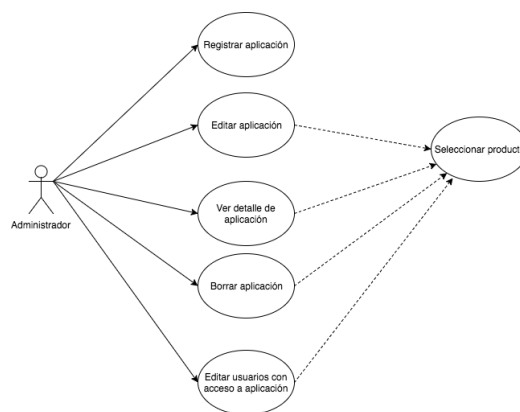 Registrar aplicación
Editar aplicación
Seleccionar product
Administrador
Ver detalle de
aplicación
Borrar aplicación
Editar usuarios con
acceso a aplicación